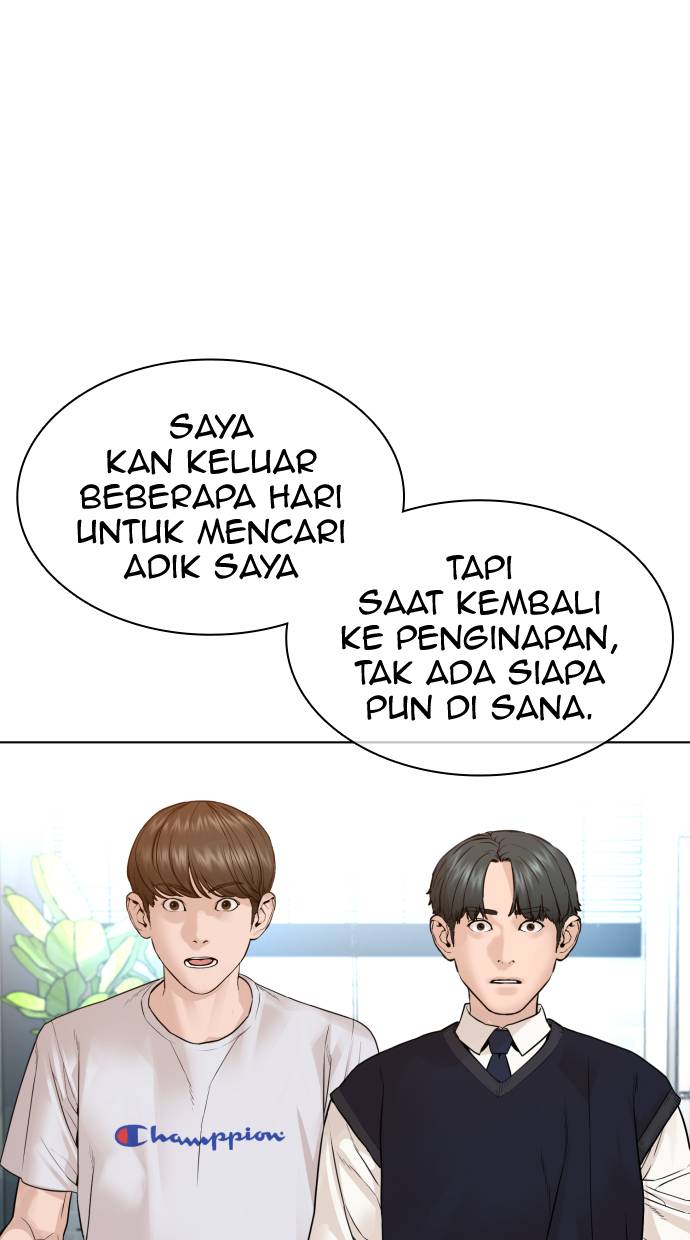 SAYA
KAN KELUAR
BEBERAPA HARI
UNTUK MENCARI
ADIK SAYA
TAPI
SAAT KEMBALI
KE PENGINAPAN,
TAK ADA SIAPA
PUN DI SANA.
Champpion